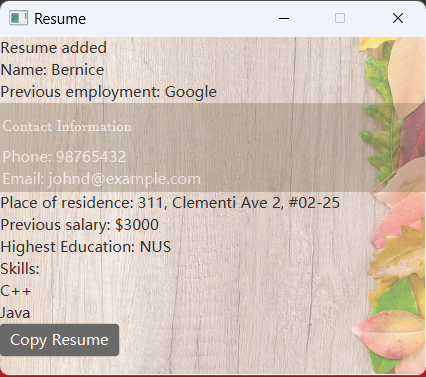 Resume
Resume added
Name: Bernice
Previous employment: Google
Contact Information
Phone: 98765432
Email: johnd@example.com
Place of residence: 311, Clementi Ave 2, #02-25
Previous salary: $3000
Highest Education: NUS
Skills:
C++
Java
Copy Resume